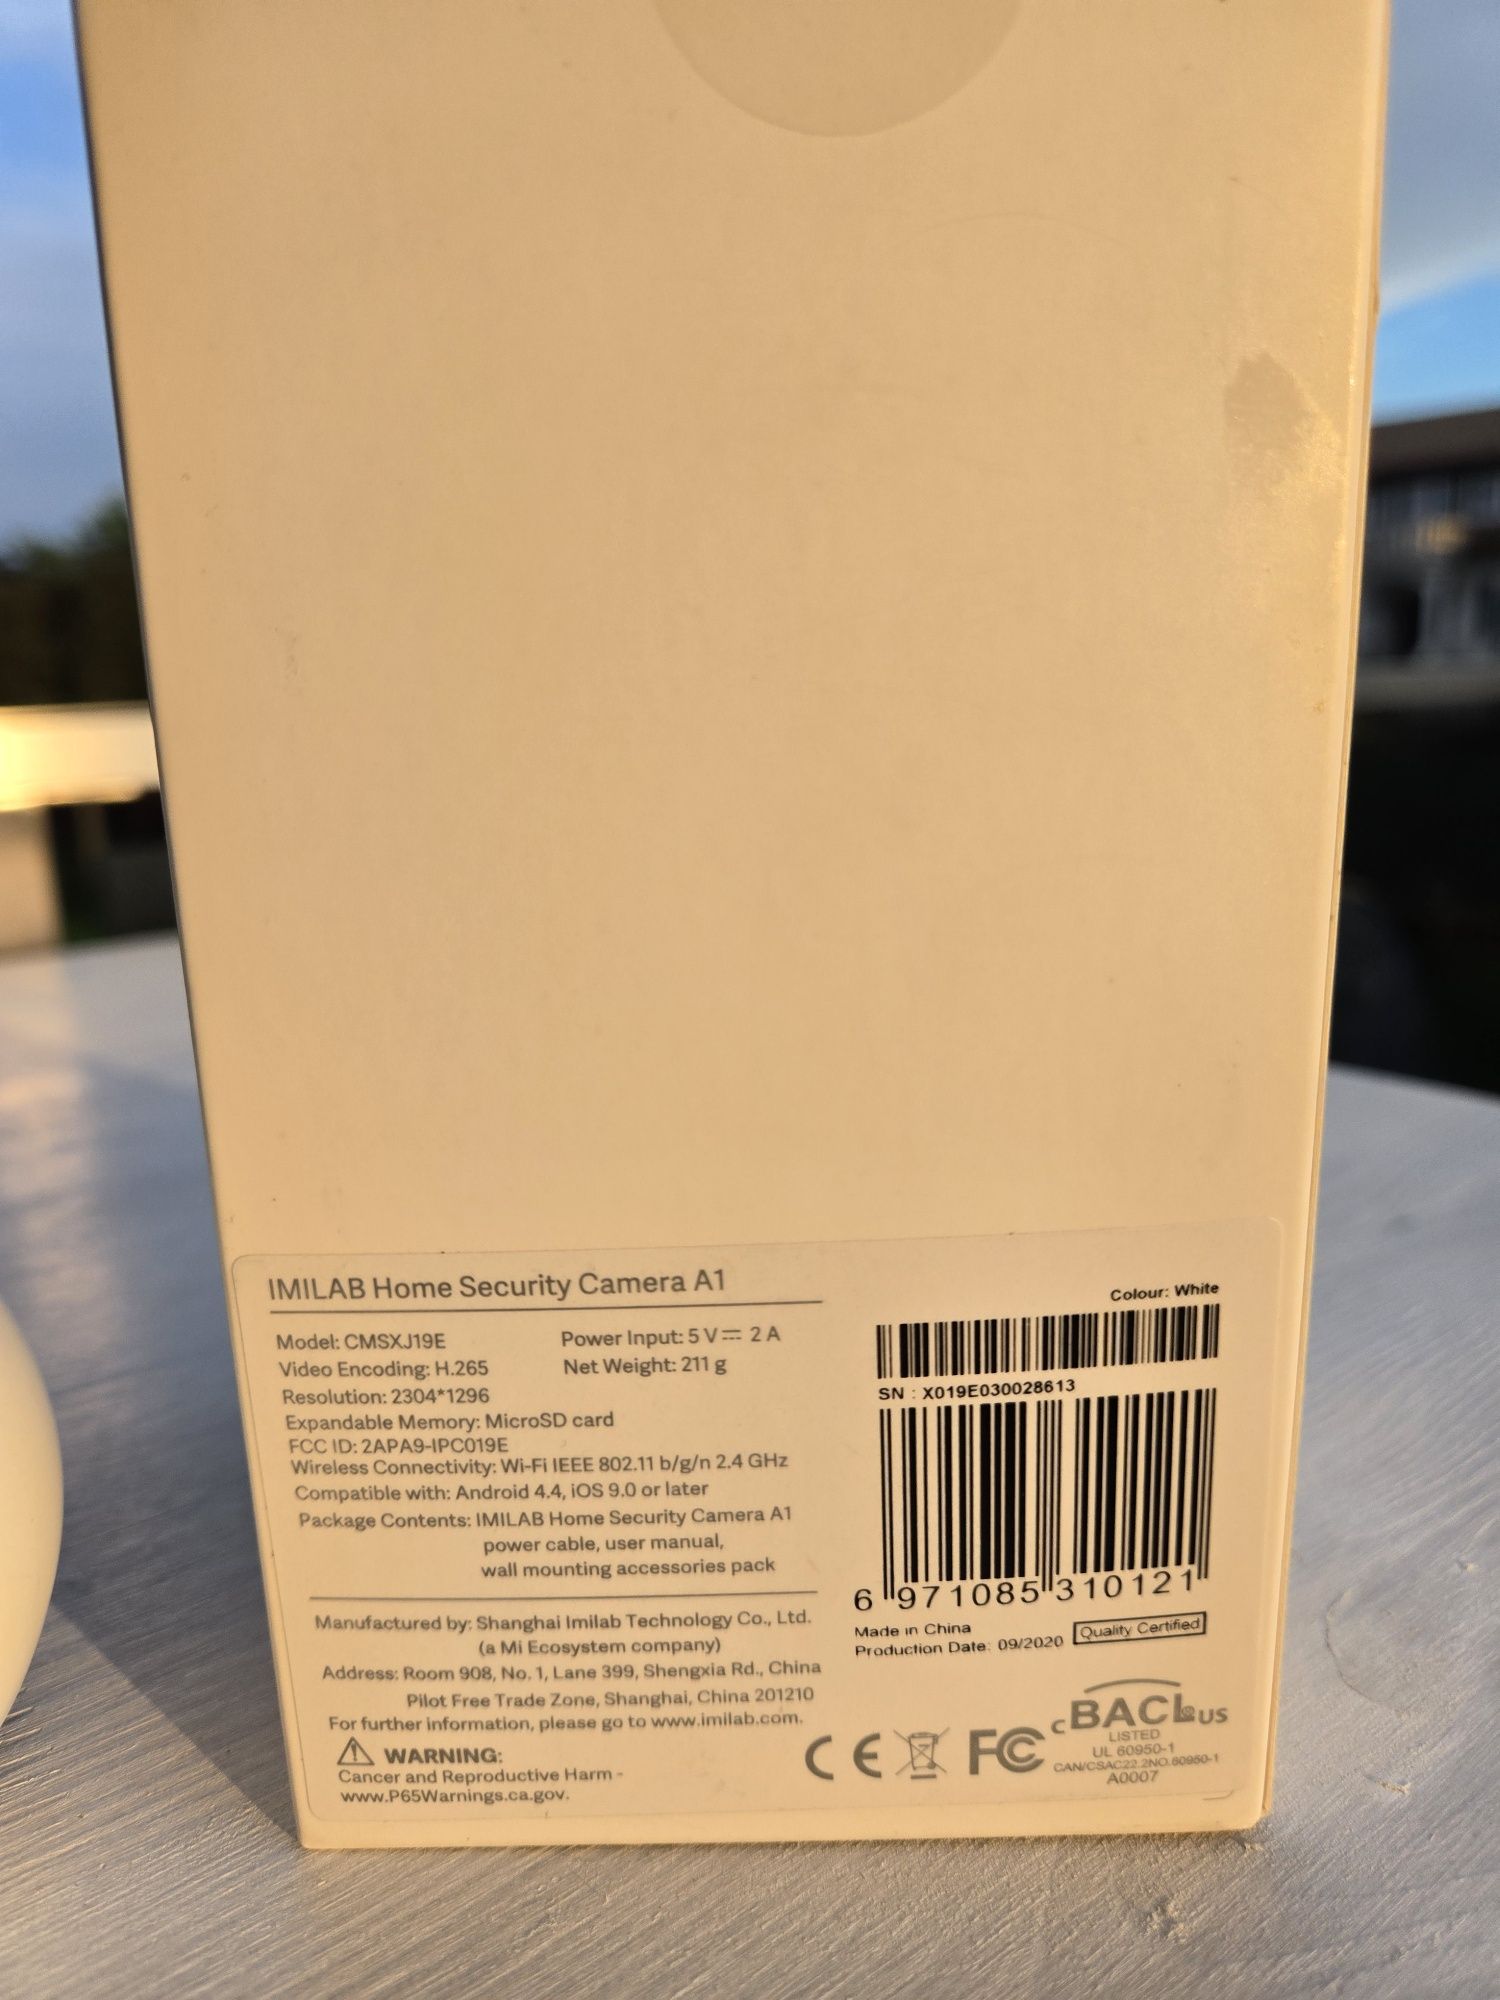 IMILAB Home Security Camera A1
Model: CMSXJ19E
Power Input: 5 V⎓ 2 A
Video Encoding: H.265
Net Weight: 211 g
Resolution: 2304*1296
Expandable Memory: MicroSD card
FCC ID: 2APA9-IPC019E
Wireless Connectivity: Wi-Fi IEEE 802.11 b/g/n 2.4 GHz
Compatible with: Android 4.4, iOS 9.0 or later
Package Contents: IMILAB Home Security Camera A1
power cable, user manual,
wall mounting accessories pack
Manufactured by: Shanghai Imilab Technology Co., Ltd.
(a Mi Ecosystem company)
Address: Room 908, No. 1, Lane 399, Shengxia Rd., China
Pilot Free Trade Zone, Shanghai, China 201210
For further information, please go to www.imilab.com.
WARNING:
Cancer and Reproductive Harm -
www.P65Warnings.ca.gov.
Colour: White
SN : X019E030028613
6 971085 310121
Made in China
Production Date: 09/2020
Quality Certified
CE FC
c BACL US
LISTED
UL 60950-1
CAN/CSAC22.2NO.60950-1
A0007